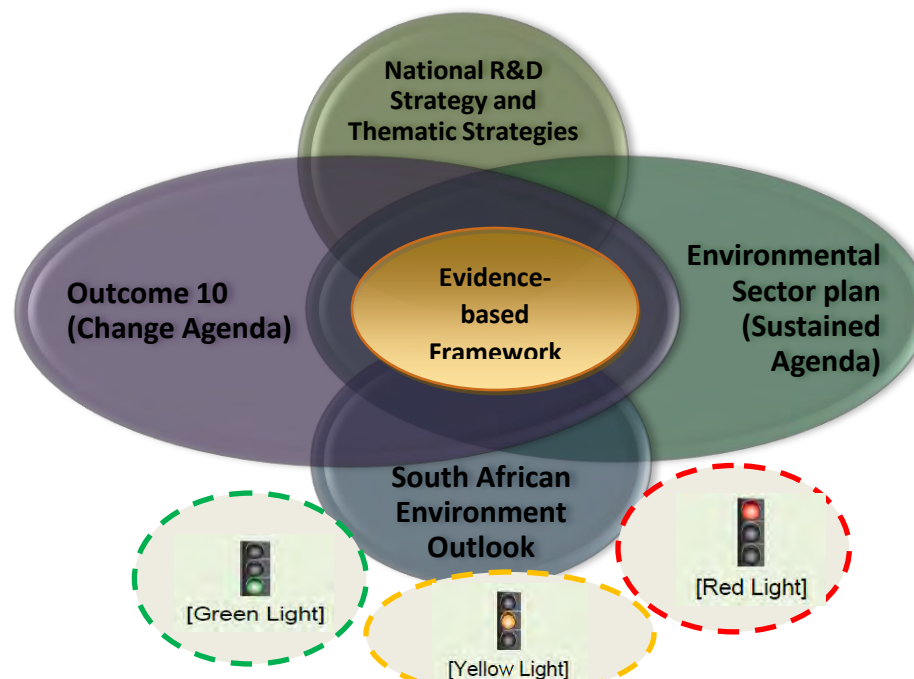 National R&D
Strategy and
Thematic Strategies
Outcome 10
(Change Agenda)
Evidence-
based
Framework
Environmental
Sector plan
(Sustained
Agenda)
South African
Environment
Outlook
[Green Light]
[Yellow Light]
[Red Light]